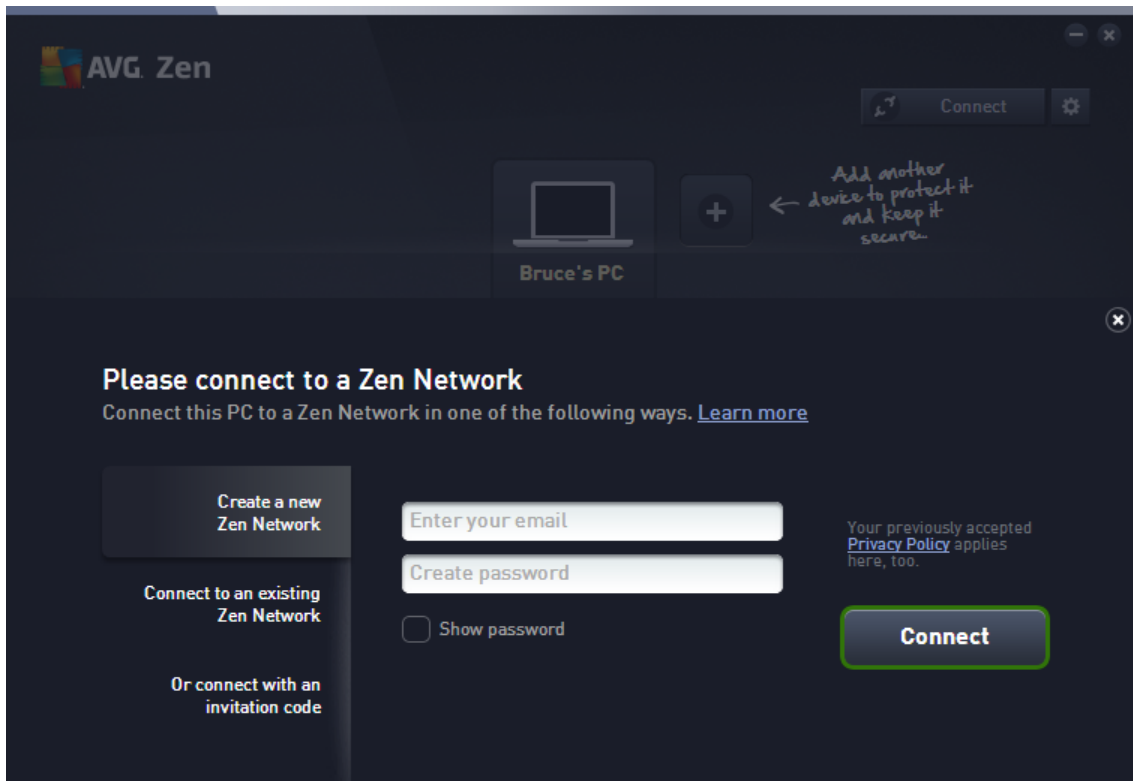 AVG. Zen
Connect
Add another
device to protect it
and keep it
secure
Bruce's PC
Please connect to a Zen Network
Connect this PC to a Zen Network in one of the following ways. Learn more
Create a new
Zen Network
Connect to an existing
Zen Network
Or connect with an
invitation code
Enter your email
Create password
Show password
Your previously accepted
Privacy Policy applies
here, too.
Connect